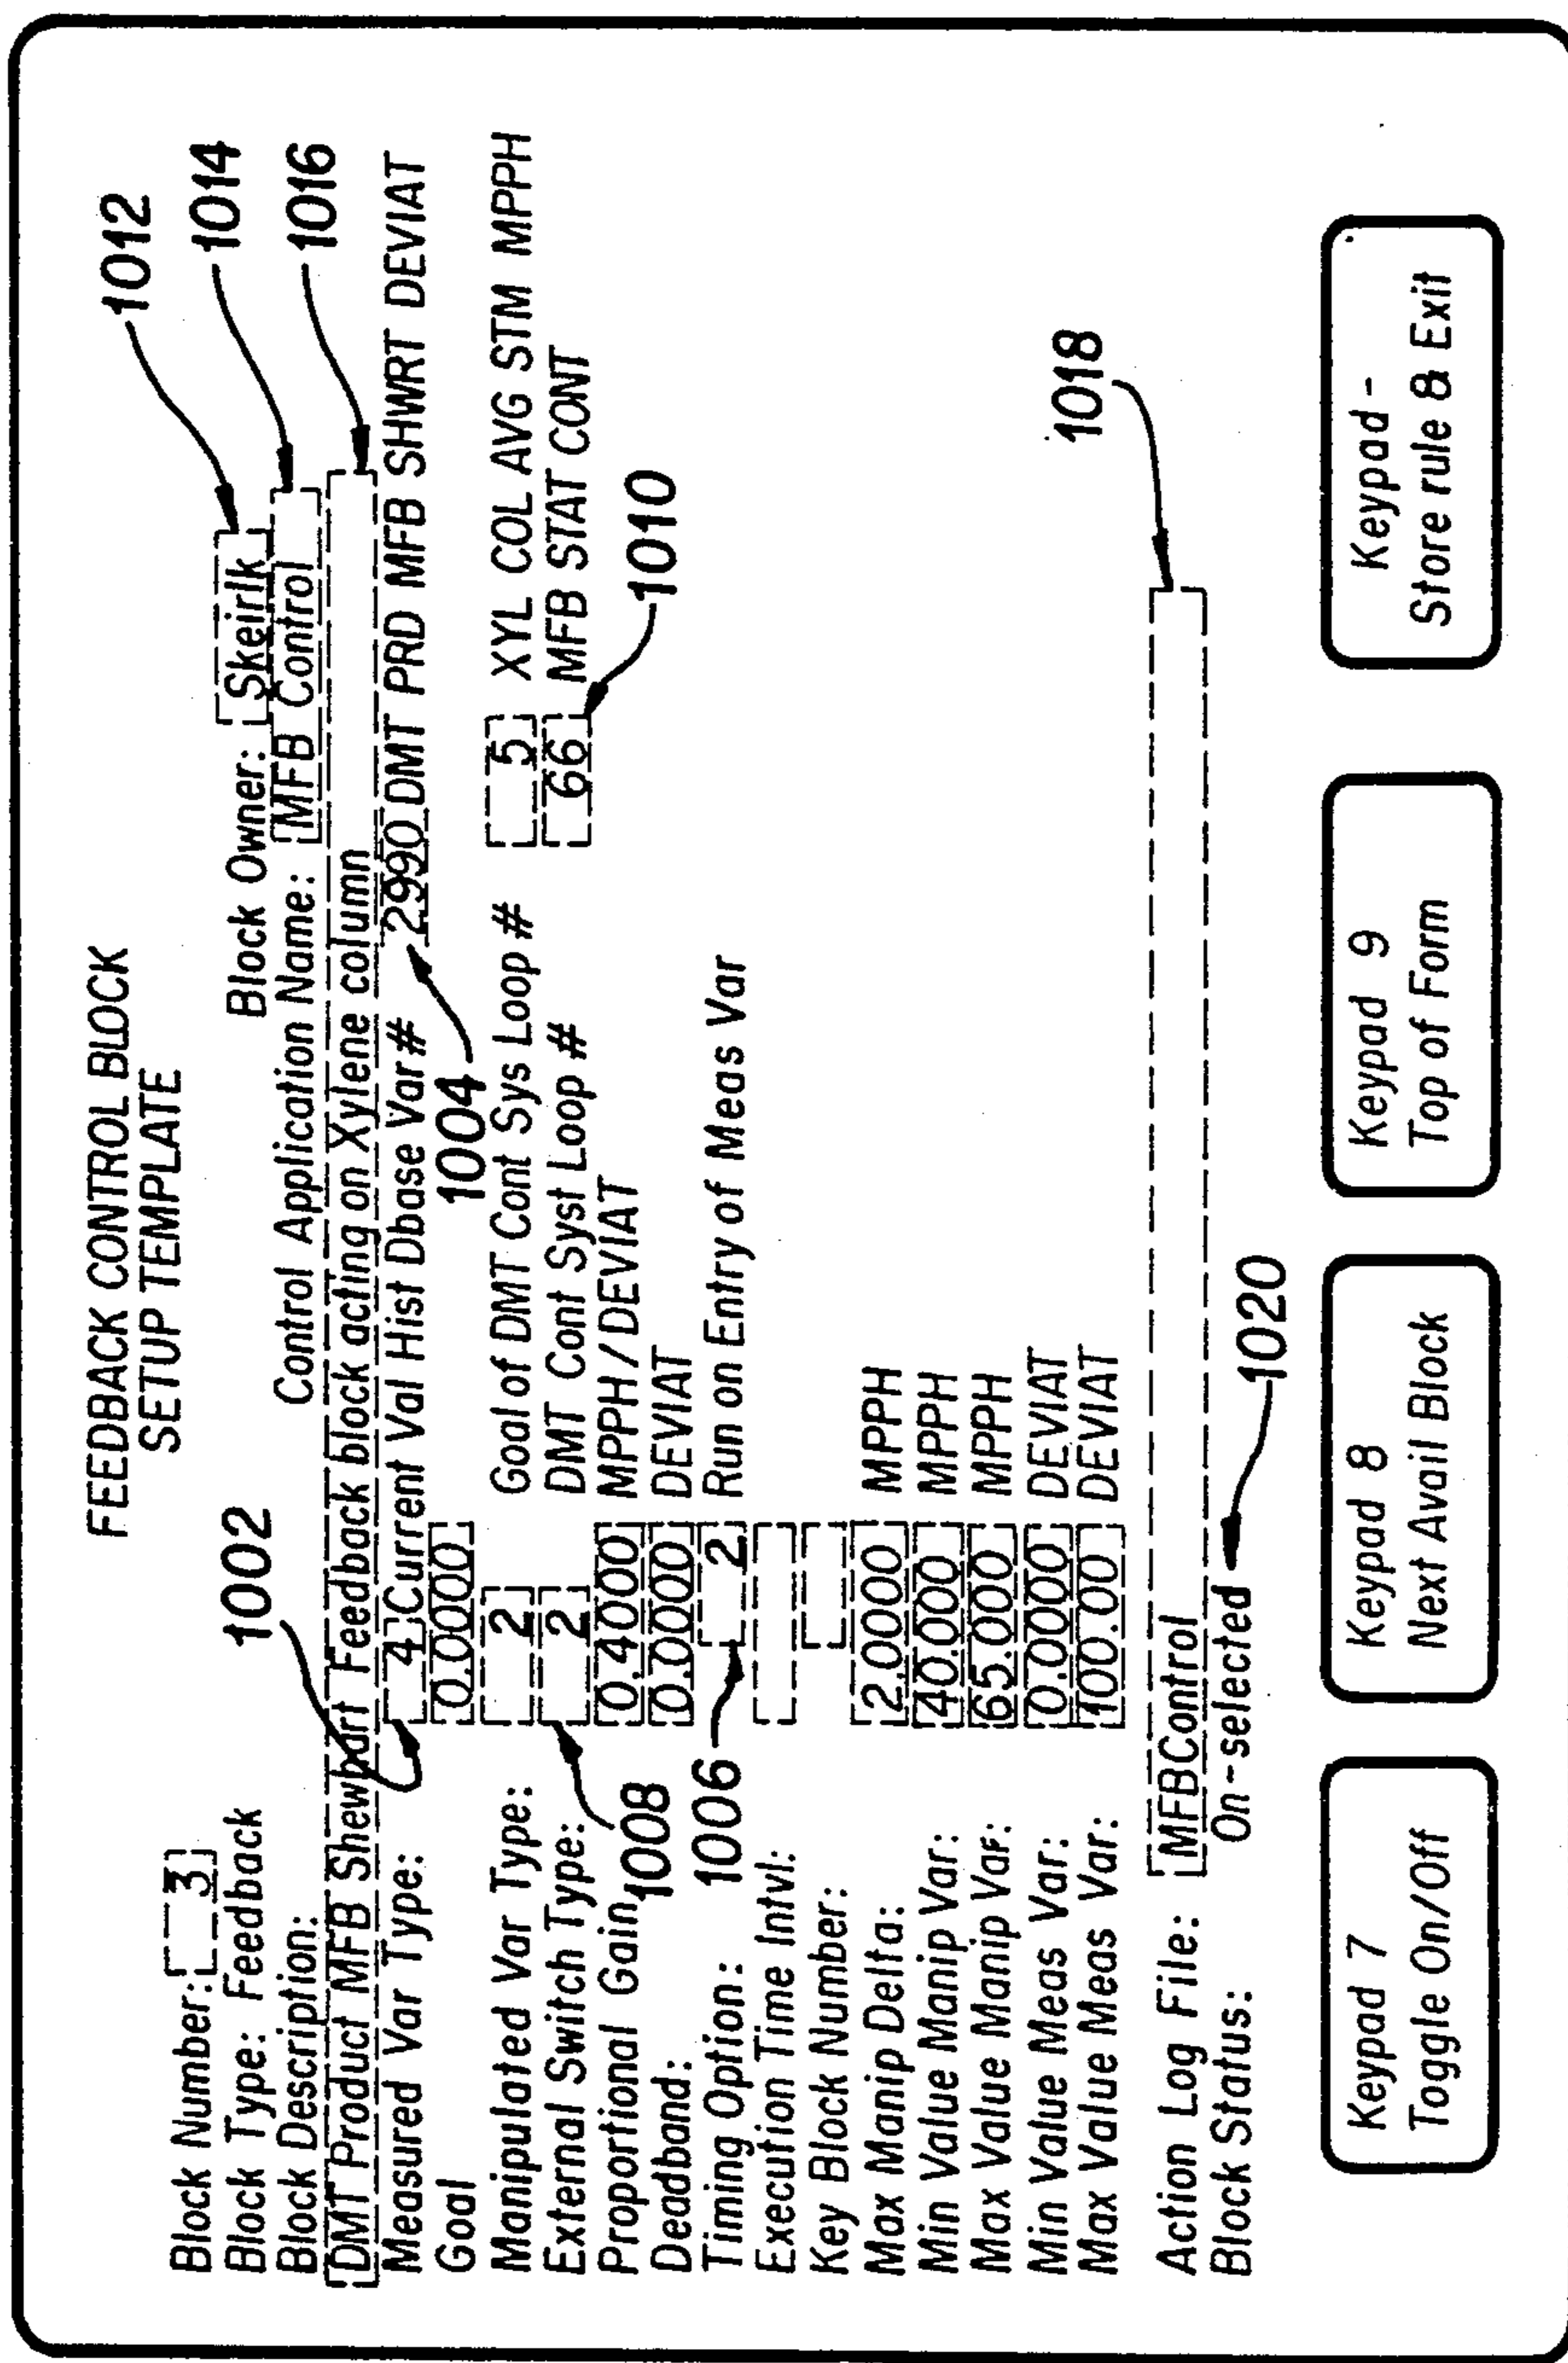 FEEDBACK CONTROL BLOCK
SETUP TEMPLATE
1002
1012
1014
1016
Block Number: 3
Block Owner: Skeirlk
Block Type: Feedback
Control Application Name: MFB Control
Block Description:
DMT Product MFB Shewhart Feedback block acting on Xylene column
Measured Var Type: 4 Current Val Hist Dbase Var# 2990 DMT PRD MFB SHWRT DEVIAT
Goal 0.0000
1004
Manipulated Var Type: 2 Goal of DMT Cont Sys Loop # 5 XYL COL AVG STM MPPH
External Switch Type: 2 DMT Cont Syst Loop # 66 MFB STAT CONT
Proportional Gain 0.4000 MPPH/DEVIAT
1008
1010
Deadband: 0.0000 DEVIAT
Timing Option: 2 Run on Entry of Meas Var
1006
Execution Time Intvl:
Key Block Number:
Max Manip Delta: 2.0000 MPPH
Min Value Manip Var: 40.000 MPPH
Max Value Manip Var: 65.000 MPPH
Min Value Meas Var: 0.0000 DEVIAT
Max Value Meas Var: 100.00 DEVIAT
1018
Action Log File: MFBControl
Block Status: On-selected
1020
Keypad 7
Toggle On/Off
Keypad 8
Next Avail Block
Keypad 9
Top of Form
Keypad -
Store rule & Exit